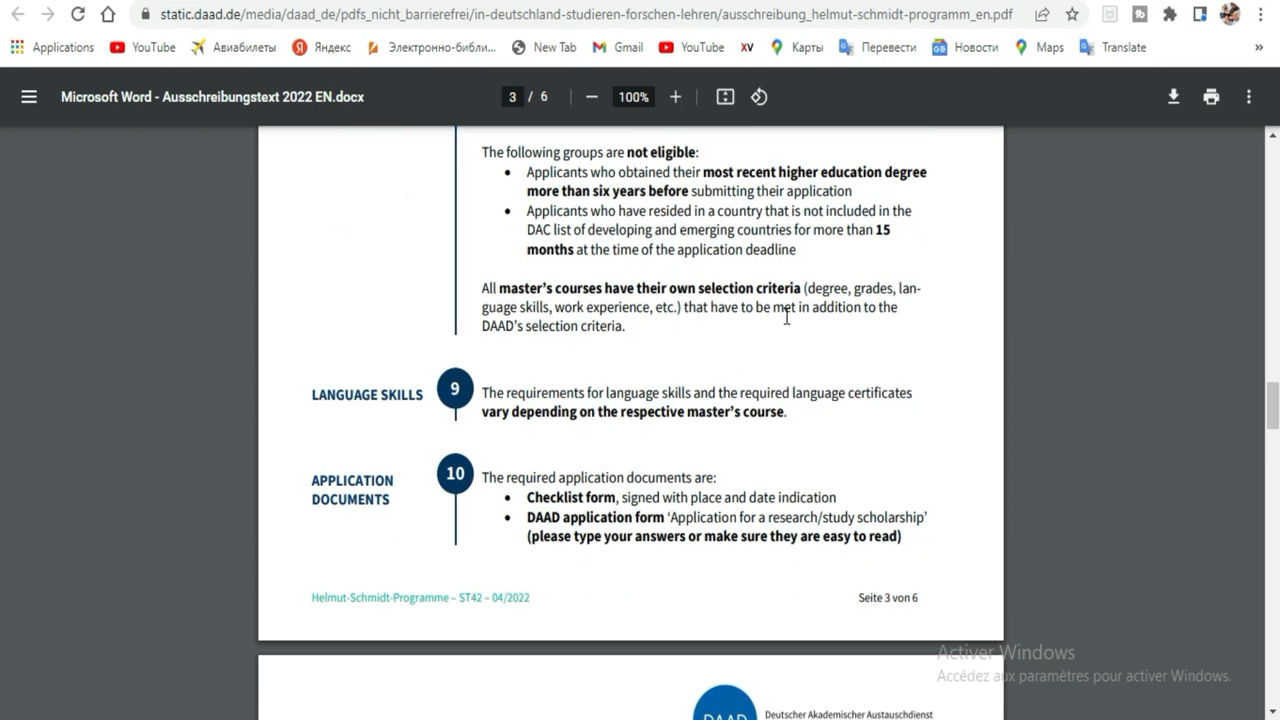 static.daad.de/media/daad_de/pdfs_nicht_barrierefrei/in-deutschland-studieren-forschen-lehren/ausschreibung_helmut-schmidt-programm_en.pdf
Applications YouTube Авиабилеты Яндекс Электронно-библи... New Tab Gmail YouTube XV Карты Перевести Новости Maps Translate »
Microsoft Word - Ausschreibungstext 2022 EN.docx 3 / 6 100%
The following groups are not eligible:
• Applicants who obtained their most recent higher education degree
more than six years before submitting their application
• Applicants who have resided in a country that is not included in the
DAC list of developing and emerging countries for more than 15
months at the time of the application deadline
All master's courses have their own selection criteria (degree, grades, lan-
guage skills, work experience, etc.) that have to be met in addition to the
DAAD's selection criteria.
LANGUAGE SKILLS 9 The requirements for language skills and the required language certificates
vary depending on the respective master's course.
APPLICATION
DOCUMENTS
10 The required application documents are:
• Checklist form, signed with place and date indication
• DAAD application form 'Application for a research/study scholarship'
(please type your answers or make sure they are easy to read)
Helmut-Schmidt-Programme – ST42 – 04/2022 Seite 3 von 6
Activer Windows
Accédez aux paramètres pour activer Windows.
DAAD Deutscher Akademischer Austauschdienst